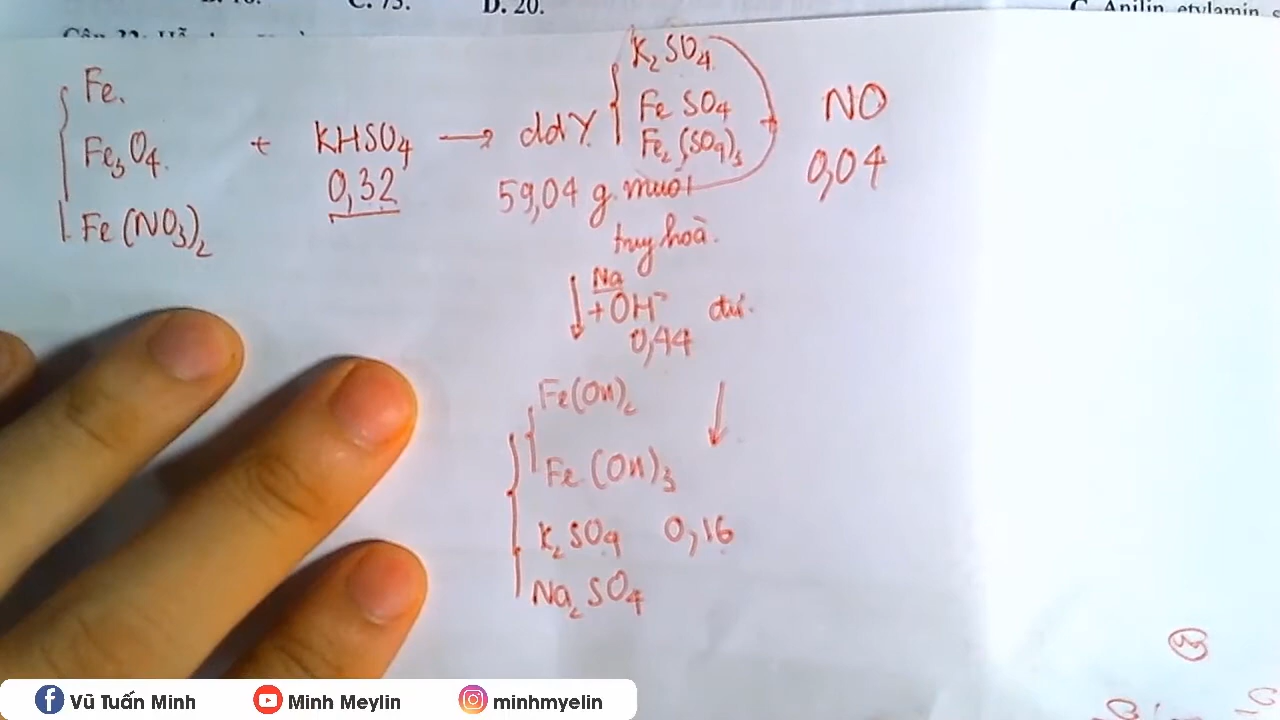 D. 20.
C. Anilin, etylamin
Fe.
Fe₃O₄.
Fe(NO₃)₂
+ KHSO₄ → ddY
0,32
K₂SO₄
FeSO₄
Fe₂(SO₄)₃
59,04 g muối
trung hoà.
NO
0,04
Na
+ OH⁻ dư.
0,44
Fe(OH)₂ ↓
Fe(OH)₃
K₂SO₄ 0,16
Na₂SO₄
Vũ Tuấn Minh Minh Meylin minhmyelin